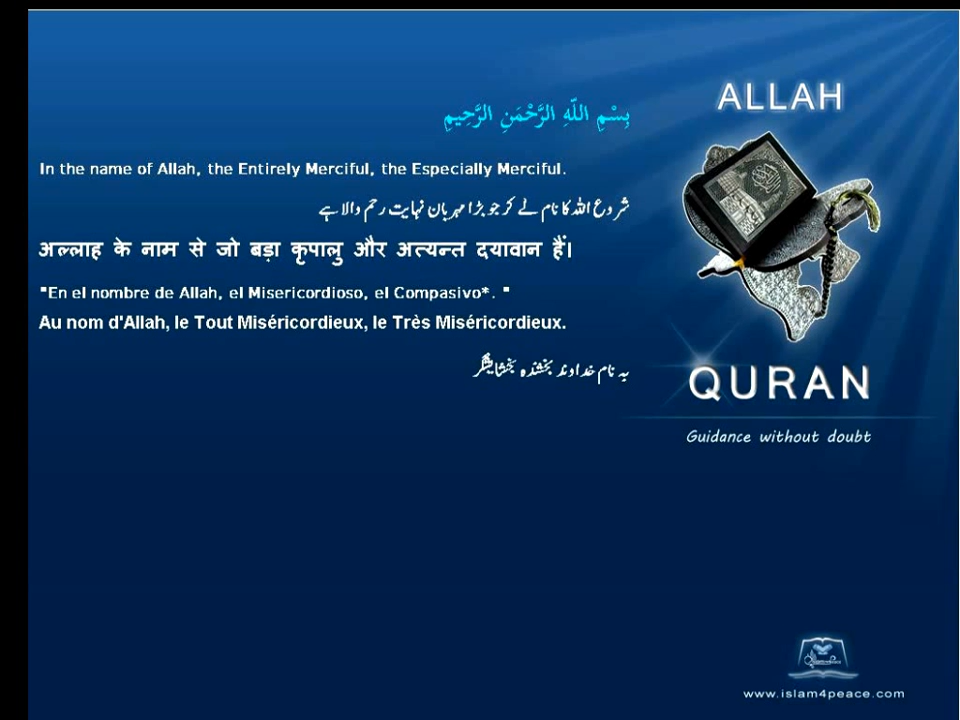 بِسْمِ اللّهِ الرَّحْمَنِ الرَّحِيمِ
In the name of Allah, the Entirely Merciful, the Especially Merciful.
شروع اللہ کا نام لے کر جو بڑا مہربان نہایت رحم والا ہے
अल्लाह के नाम से जो बड़ा कृपालु और अत्यन्त दयावान हैं।
"En el nombre de Allah, el Misericordioso, el Compasivo*. "
Au nom d'Allah, le Tout Miséricordieux, le Très Miséricordieux.
به نام خداوند بخشنده بخشایشگر
ALLAH
QURAN
Guidance without doubt
www.islam4peace.com